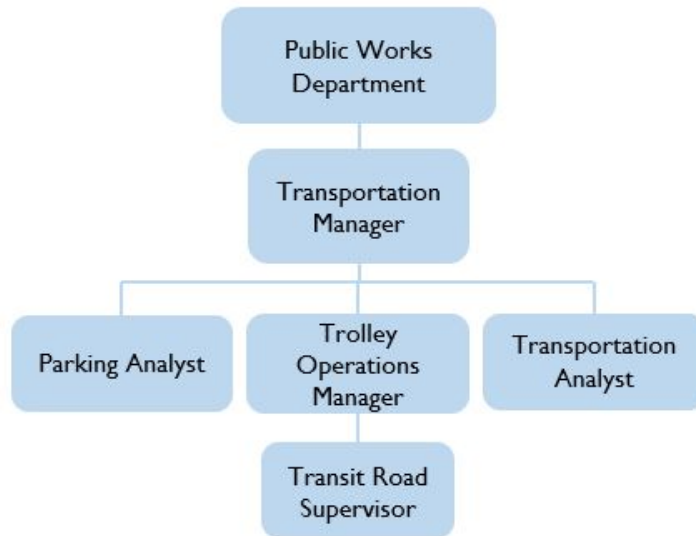 Public Works
Department
Transportation
Manager
Parking Analyst
Trolley
Operations
Manager
Transportation
Analyst
Transit Road
Supervisor